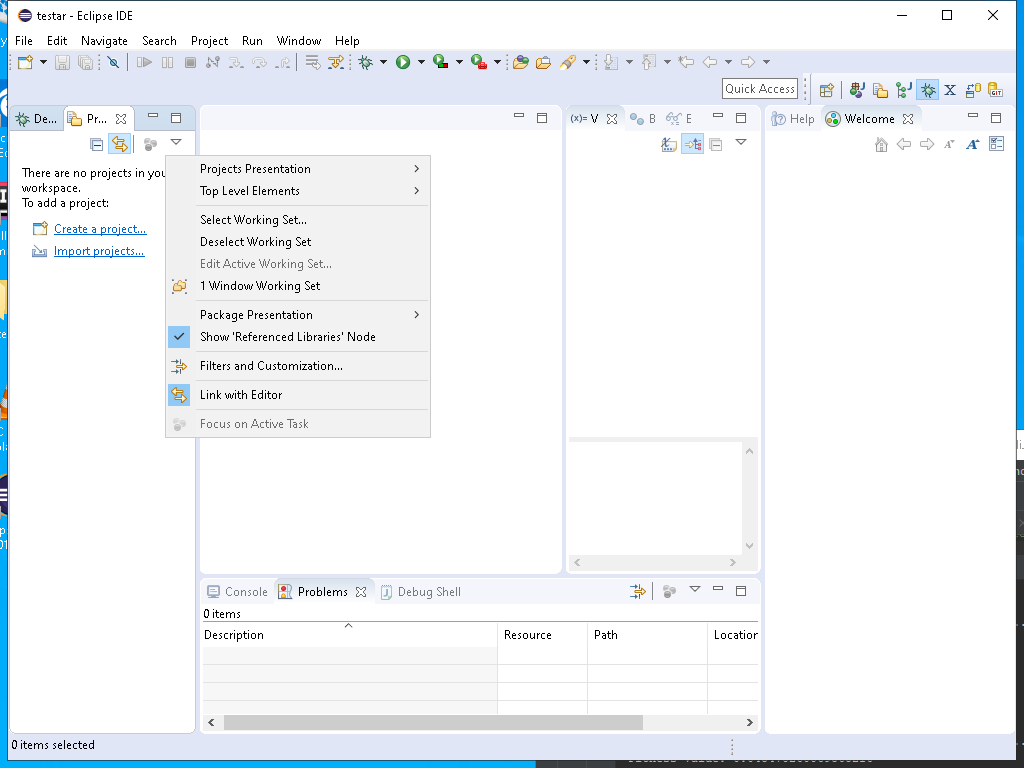 testar - Eclipse IDE
File Edit Navigate Search Project Run Window Help
Quick Access
De... Pr... (x)= V B E Help Welcome
There are no projects in you
workspace.
To add a project:
Create a project...
Import projects...
Projects Presentation
Top Level Elements
Select Working Set...
Deselect Working Set
Edit Active Working Set...
1 Window Working Set
Package Presentation
Show 'Referenced Libraries' Node
Filters and Customization...
Link with Editor
Focus on Active Task
Console Problems Debug Shell
0 items
Description Resource Path Location
0 items selected